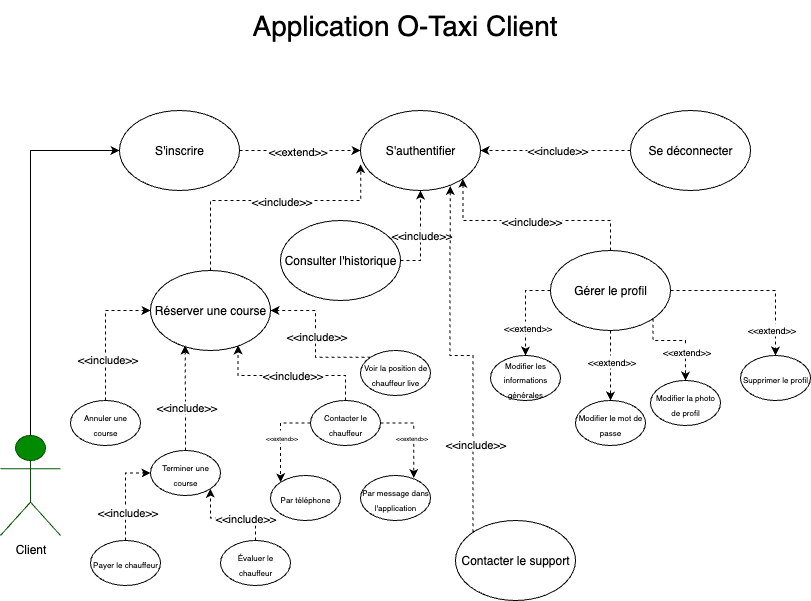 Application O-Taxi Client
S'inscrire
<<extend>>
S'authentifier
<<include>>
Se déconnecter
<<include>>
<<include>>
<<include>>
Consulter l'historique
Réserver une course
Gérer le profil
<<include>>
<<extend>>
<<extend>>
<<extend>>
<<extend>>
<<include>>
Voir la position de
chauffeur live
Modifier les
informations
générales
Supprimer le profil
<<include>>
Modifier la photo
de profil
<<include>>
Annuler une
course
Contacter le
chauffeur
Modifier le mot de
passe
<<extend>>
<<extend>>
<<include>>
Terminer une
course
Par téléphone
Par message dans
l'application
<<include>>
<<include>>
Client
Payer le chauffeur
Évaluer le
chauffeur
Contacter le support